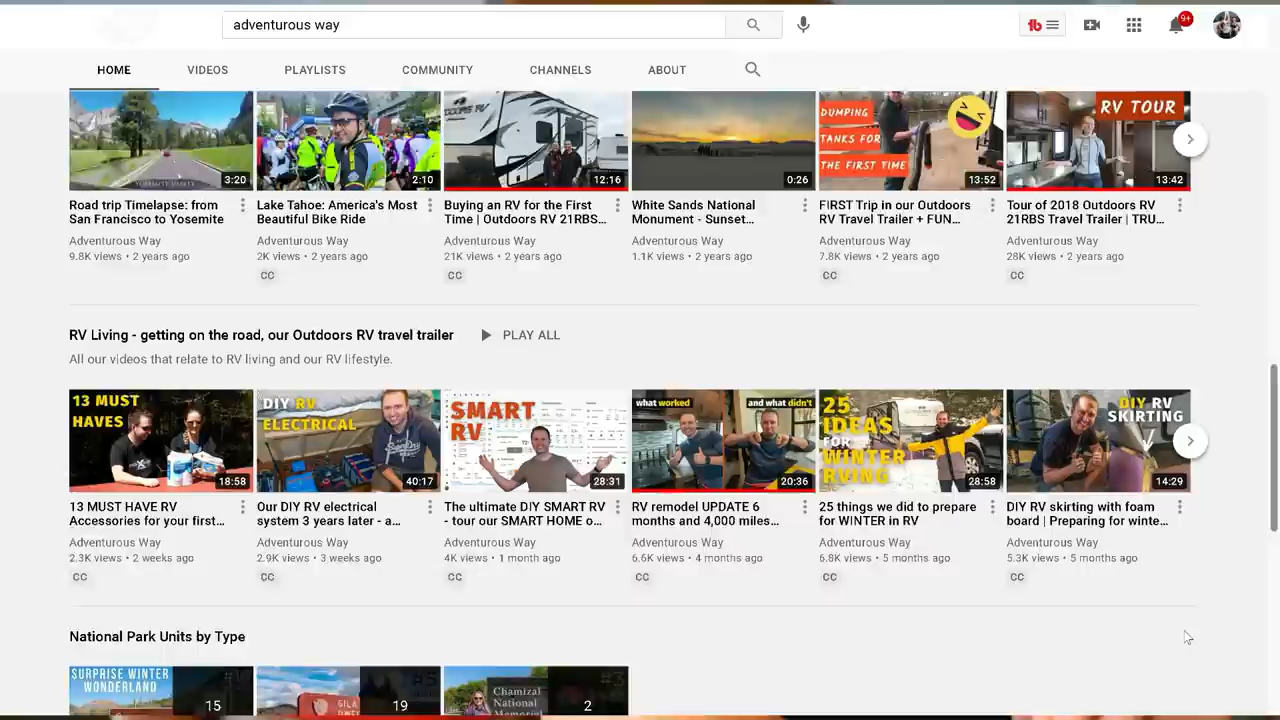 adventurous way
9+
HOME VIDEOS PLAYLISTS COMMUNITY CHANNELS ABOUT
YOSEMITE VALLEY
3:20
2:10
OUTDOORS RV
12:16
0:26
DUMPING
TANKS FOR
THE FIRST TIME
13:52
RV TOUR
13:42
Road trip Timelapse: from
San Francisco to Yosemite
Adventurous Way
9.8K views • 2 years ago
Lake Tahoe: America's Most
Beautiful Bike Ride
Adventurous Way
2K views • 2 years ago
CC
Buying an RV for the First
Time | Outdoors RV 21RBS...
Adventurous Way
21K views • 2 years ago
CC
White Sands National
Monument - Sunset...
Adventurous Way
1.1K views • 2 years ago
FIRST Trip in our Outdoors
RV Travel Trailer + FUN...
Adventurous Way
7.8K views • 2 years ago
CC
Tour of 2018 Outdoors RV
21RBS Travel Trailer | TRU...
Adventurous Way
28K views • 2 years ago
CC
RV Living - getting on the road, our Outdoors RV travel trailer PLAY ALL
All our videos that relate to RV living and our RV lifestyle.
13 MUST
HAVES
18:58
DIY RV
ELECTRICAL
40:17
SMART
RV
28:31
what worked and what didn't
20:36
25
IDEAS
FOR
WINTER
RVING
28:58
DIY RV
SKIRTING
14:29
13 MUST HAVE RV
Accessories for your first...
Adventurous Way
2.3K views • 2 weeks ago
CC
Our DIY RV electrical
system 3 years later - a...
Adventurous Way
2.9K views • 3 weeks ago
CC
The ultimate DIY SMART RV
- tour our SMART HOME o...
Adventurous Way
4K views • 1 month ago
CC
RV remodel UPDATE 6
months and 4,000 miles...
Adventurous Way
6.6K views • 4 months ago
CC
25 things we did to prepare
for WINTER in RV
Adventurous Way
6.8K views • 5 months ago
CC
DIY RV skirting with foam
board | Preparing for winte...
Adventurous Way
5.3K views • 5 months ago
CC
National Park Units by Type
SURPRISE WINTER
WONDERLAND
15
GILA
19
Chamizal
National
Memorial
2